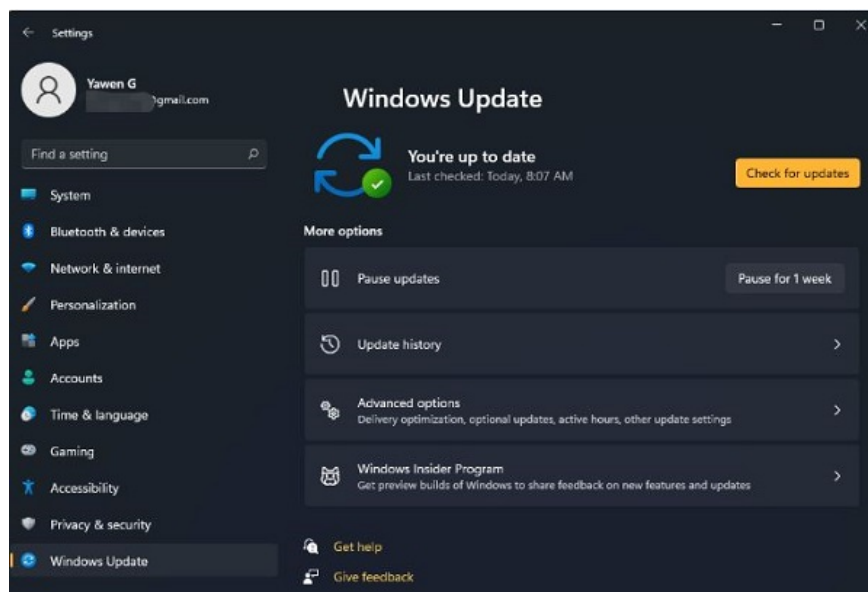 Settings
Yawen G
@gmail.com
Find a setting
System
Bluetooth & devices
Network & internet
Personalization
Apps
Accounts
Time & language
Gaming
Accessibility
Privacy & security
Windows Update
Windows Update
You're up to date
Last checked: Today, 8:07 AM
Check for updates
More options
Pause updates
Pause for 1 week
Update history
Advanced options
Delivery optimization, optional updates, active hours, other update settings
Windows Insider Program
Get preview builds of Windows to share feedback on new features and updates
Get help
Give feedback